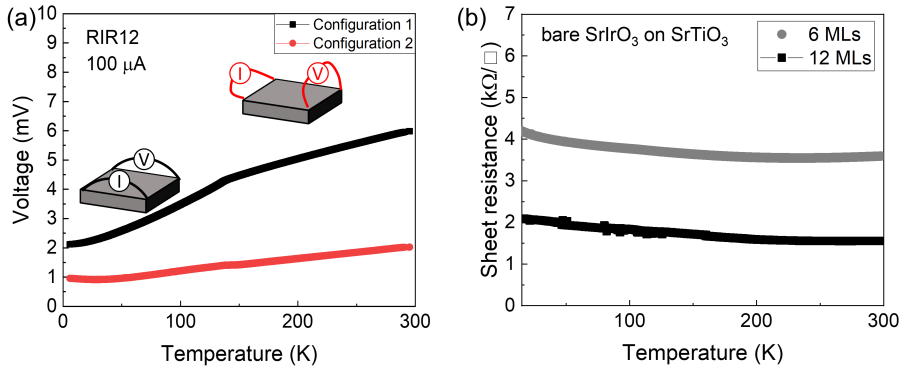 (a)
RIR12
100 μA
Configuration 1
Configuration 2
I
V
V
I
Voltage (mV)
10
9
8
7
6
5
4
3
2
1
0
0
100
200
300
Temperature (K)
(b)
bare SrIrO₃ on SrTiO₃
6 MLs
12 MLs
Sheet resistance (kΩ/□)
7
6
5
4
3
2
1
0
100
200
300
Temperature (K)